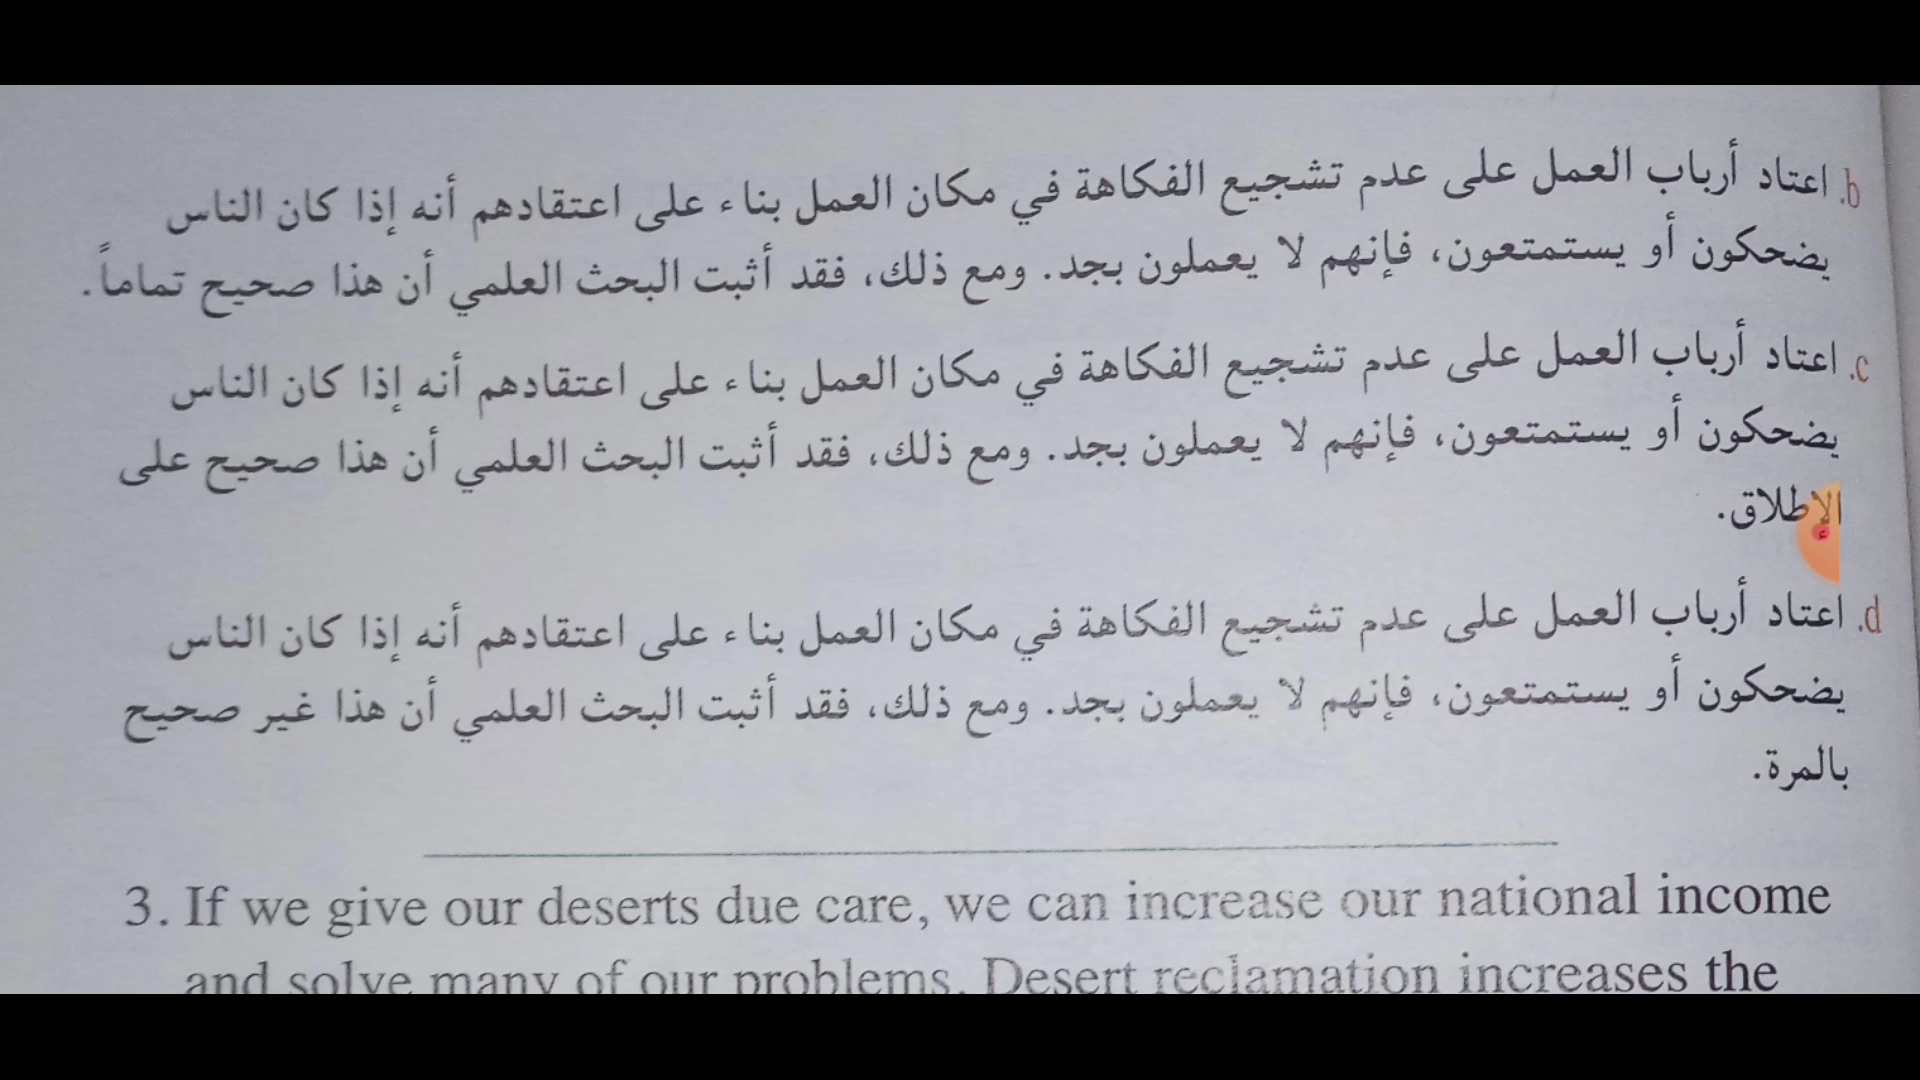 b. اعتاد أرباب العمل على عدم تشجيع الفكاهة في مكان العمل بناء على اعتقادهم أنه إذا كان الناس
يضحكون أو يستمتعون، فإنهم لا يعملون بجد. ومع ذلك، فقد أثبت البحث العلمي أن هذا صحيح تماماً.
c. اعتاد أرباب العمل على عدم تشجيع الفكاهة في مكان العمل بناء على اعتقادهم أنه إذا كان الناس
يضحكون أو يستمتعون، فإنهم لا يعملون بجد. ومع ذلك، فقد أثبت البحث العلمي أن هذا صحيح على
الإطلاق.
d. اعتاد أرباب العمل على عدم تشجيع الفكاهة في مكان العمل بناء على اعتقادهم أنه إذا كان الناس
يضحكون أو يستمتعون، فإنهم لا يعملون بجد. ومع ذلك، فقد أثبت البحث العلمي أن هذا غير صحيح
بالمرة.
3. If we give our deserts due care, we can increase our national income
and solve many of our problems. Desert reclamation increases the